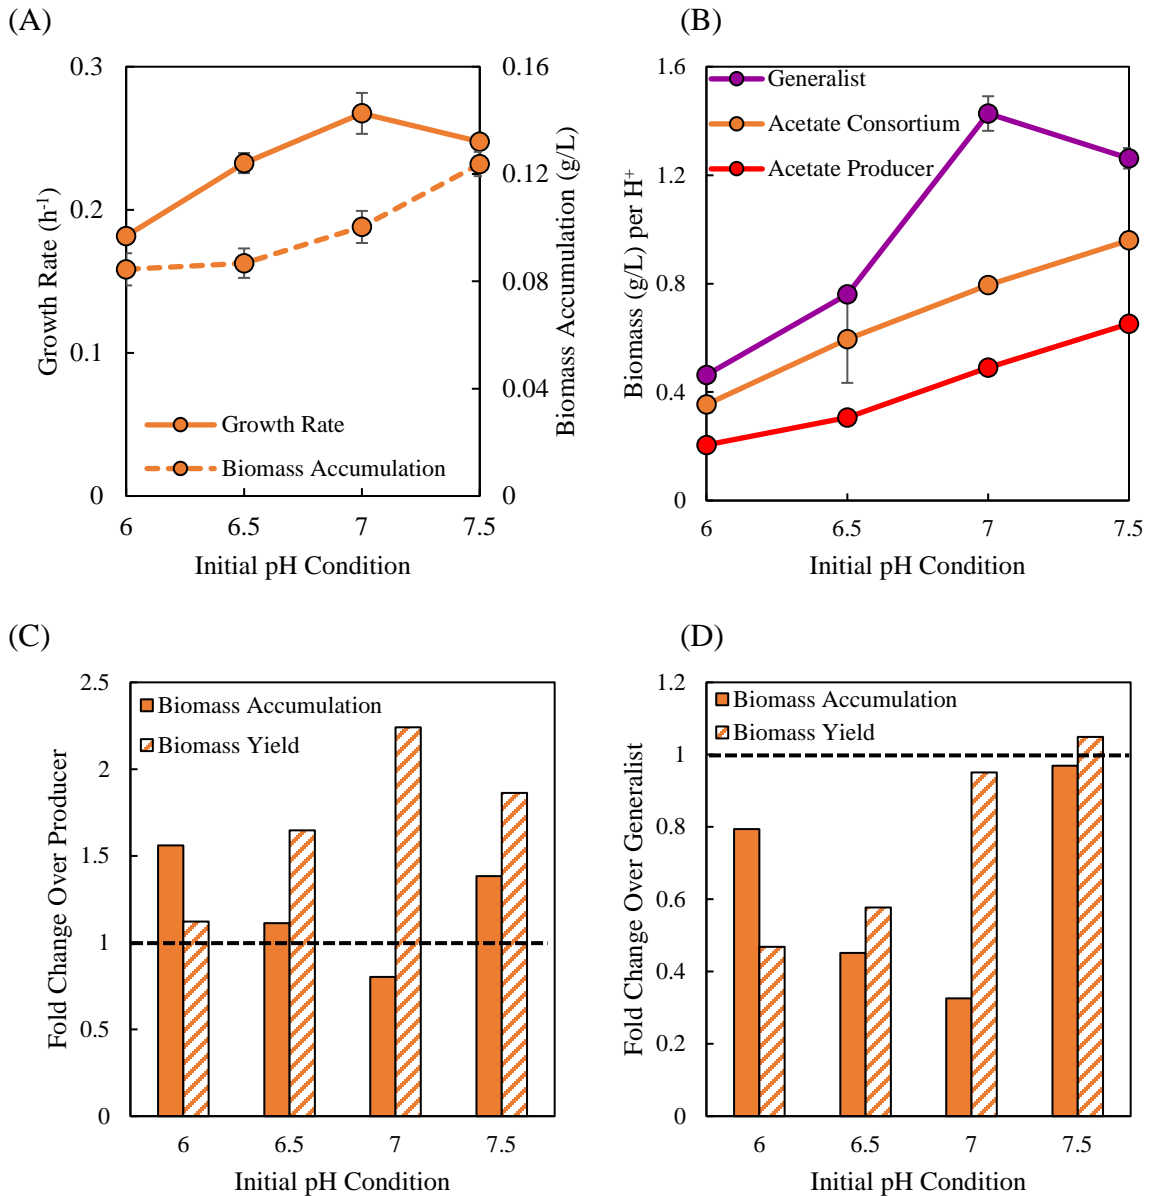 (A)
0.3
0.2
0.1
0
Growth Rate (h-1)
0.16
0.12
0.08
0.04
0
Biomass Accumulation (g/L)
Growth Rate
Biomass Accumulation
6
6.5
7
7.5
Initial pH Condition
(B)
1.6
1.2
0.8
0.4
0
Biomass (g/L) per H+
Generalist
Acetate Consortium
Acetate Producer
6
6.5
7
7.5
Initial pH Condition
(C)
2.5
2
1.5
1
0.5
0
Fold Change Over Producer
Biomass Accumulation
Biomass Yield
6
6.5
7
7.5
Initial pH Condition
(D)
1.2
1
0.8
0.6
0.4
0.2
0
Fold Change Over Generalist
Biomass Accumulation
Biomass Yield
6
6.5
7
7.5
Initial pH Condition